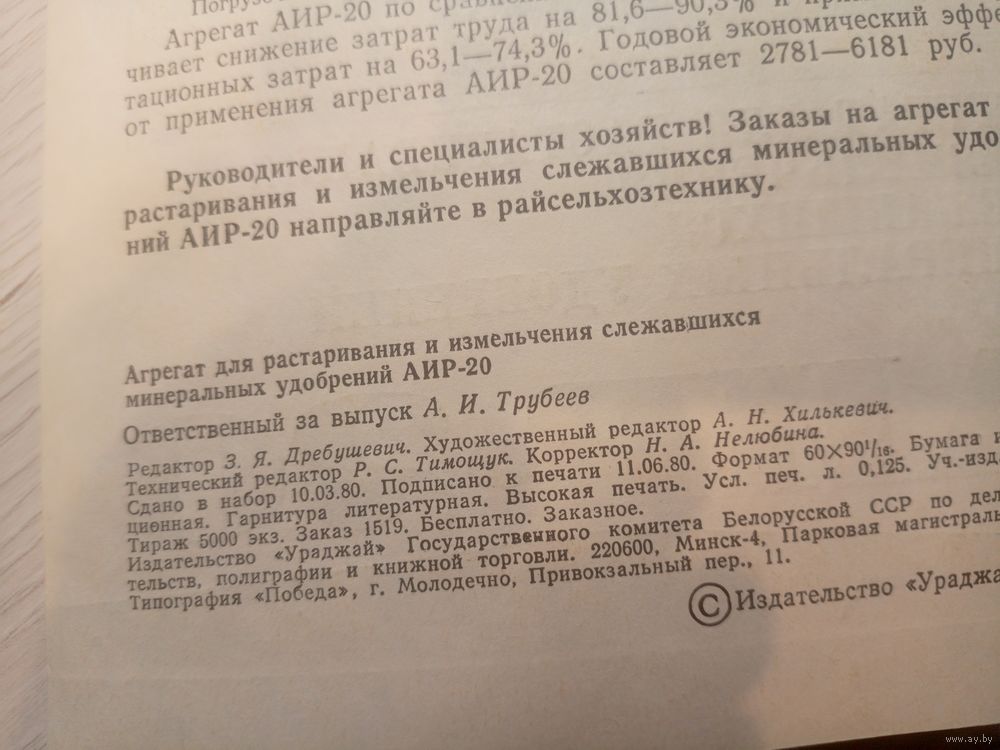 Агрегат АИР-20 по
чивает снижение затрат труда на 81,6—90,3% и
тационных затрат на 63,1—74,3%. Годовой экономический эффе
от применения агрегата АИР-20 составляет 2781—6181 руб.
Руководители и специалисты хозяйств! Заказы на агрегат
растаривания и измельчения слежавшихся минеральных удо
ний АИР-20 направляйте в райсельхозтехнику.
Агрегат для растаривания и измельчения слежавшихся
минеральных удобрений АИР-20
Ответственный за выпуск А. И. Трубеев
Редактор З. Я. Дребушевич. Художественный редактор А. Н. Хилькевич.
Технический редактор Р. С. Тимощук. Корректор Н. А. Нелюбина.
Сдано в набор 10.03.80. Подписано к печати 11.06.80. Формат 60×90¹/₁₆. Бумага
ционная. Гарнитура литературная. Высокая печать. Усл. печ. л. 0,125. Уч.-изд
Тираж 5000 экз. Заказ 1519. Бесплатно. Заказное.
Издательство «Ураджай» Государственного комитета Белорусской ССР по дел
тельств, полиграфии и книжной торговли. 220600, Минск-4, Парковая магистраль
Типография «Победа», г. Молодечно, Привокзальный пер., 11.
© Издательство «Ураджа
www.ay.by